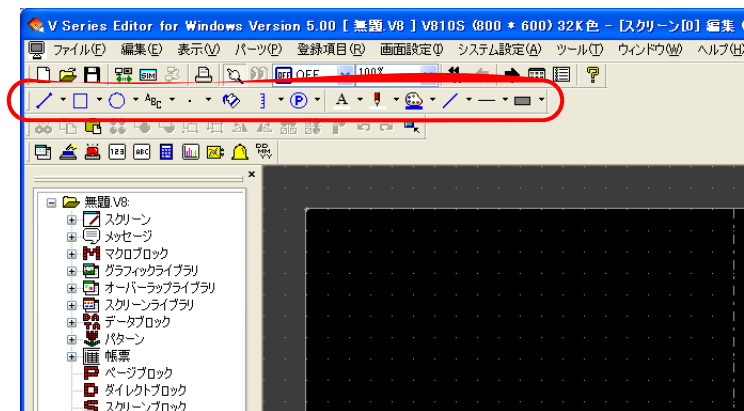 V Series Editor for Windows Version 5.00 [ 無題.V8 ] V810S (800 * 600) 32K色 - [スクリーン[0] 編集 (
ファイル(F) 編集(E) 表示(V) パーツ(P) 登録項目(R) 画面設定(I) システム設定(A) ツール(T) ウィンドウ(W) ヘルプ(H)
OFF OFF 100%
ABC P A
123 ABC DD MM
無題.V8:
スクリーン
メッセージ
M マクロブロック
グラフィックライブラリ
オーバーラップライブラリ
スクリーンライブラリ
DATA データブロック
パターン
帳票
P ページブロック
D ダイレクトブロック
S スクリーンブロック